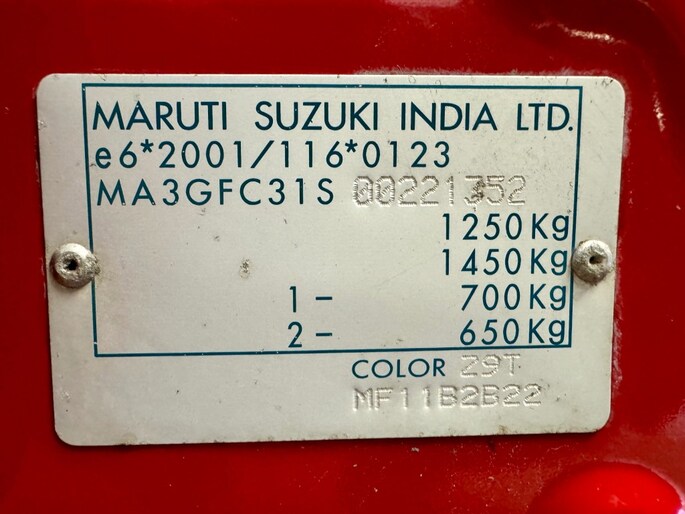 MARUTI SUZUKI INDIA LTD.
e6*2001/116*0123
MA3GFC31S 00221352
1250Kg
1450Kg
1- 700Kg
2- 650Kg
COLOR Z9T
MF11B2B22